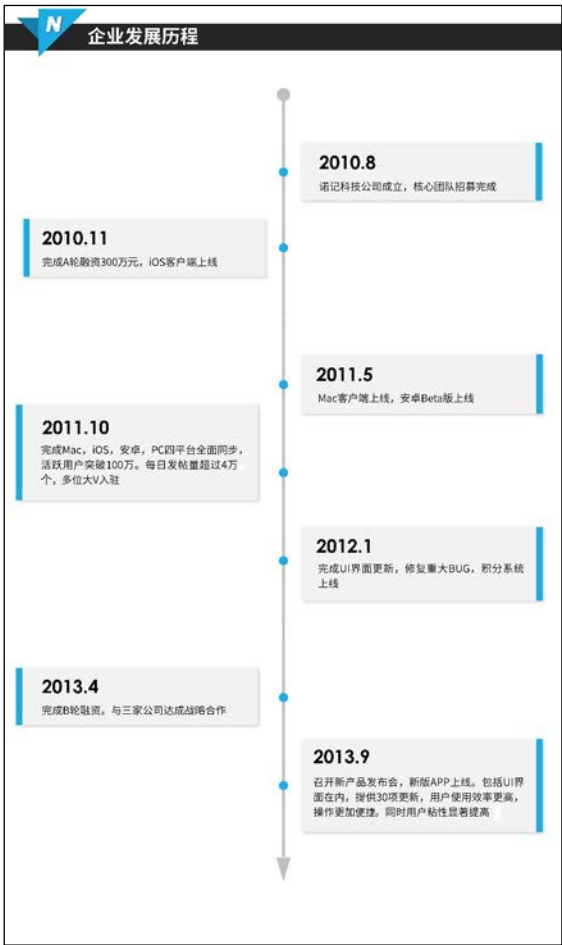 N
企业发展历程
2010.8
诺记科技公司成立，核心团队招募完成
2010.11
完成A轮融资300万元，iOS客户端上线
2011.5
Mac客户端上线，安卓Beta版上线
2011.10
完成Mac，iOS，安卓，PC四平台全面同步，
活跃用户突破100万。每日发帖量超过4万
个，多位大V入驻
2012.1
完成UI界面更新，修复重大BUG，积分系统
上线
2013.4
完成B轮融资。与三家公司达成战略合作
2013.9
召开新产品发布会，新版APP上线。包括UI界
面在内，提供30项更新，用户使用效率更高，
操作更加便捷。同时用户粘性显著提高